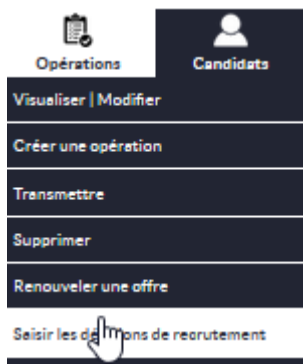 Opérations
Candidats
Visualiser | Modifier
Créer une opération
Transmettre
Supprimer
Renouveler une offre
Saisir les de recrutement